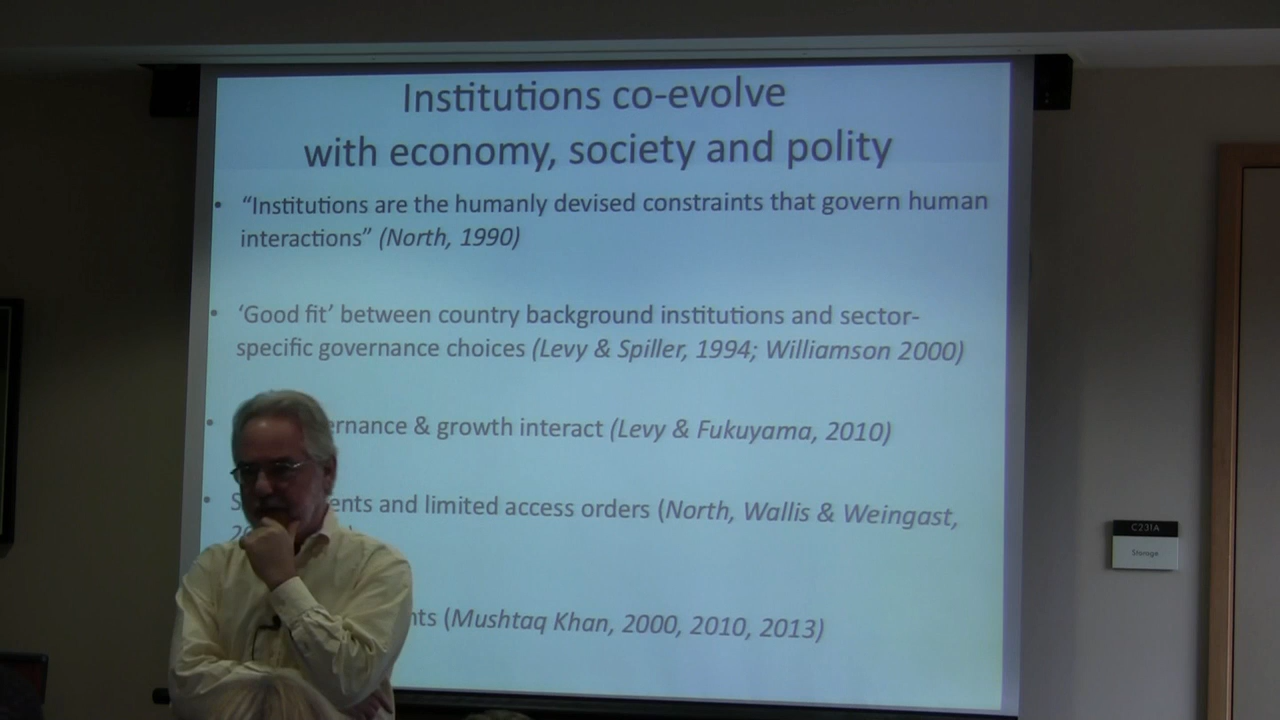 Institutions co-evolve
with economy, society and polity
• “Institutions are the humanly devised constraints that govern human
interactions” (North, 1990)
• ‘Good fit’ between country background institutions and sector-
specific governance choices (Levy & Spiller, 1994; Williamson 2000)
• ernance & growth interact (Levy & Fukuyama, 2010)
• ents and limited access orders (North, Wallis & Weingast,
• nts (Mushtaq Khan, 2000, 2010, 2013)
C231A
Storage